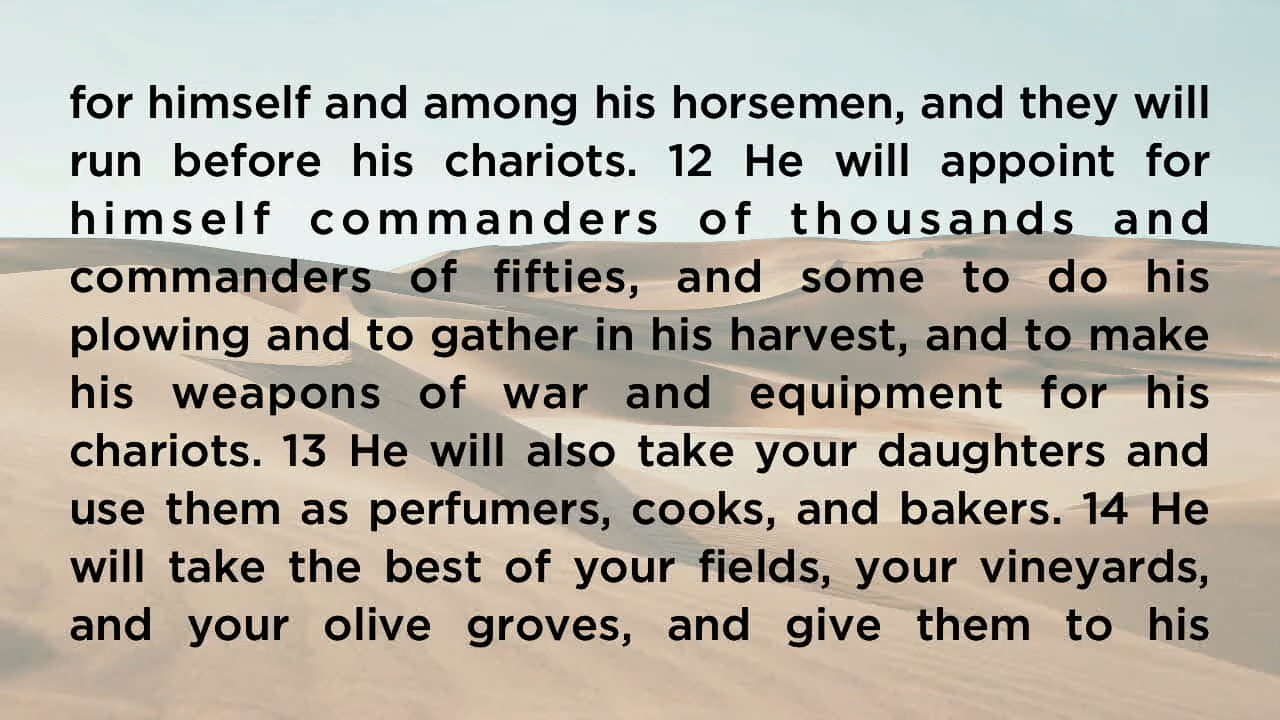 for himself and among his horsemen, and they will
run before his chariots. 12 He will appoint for
himself commanders of thousands and
commanders of fifties, and some to do his
plowing and to gather in his harvest, and to make
his weapons of war and equipment for his
chariots. 13 He will also take your daughters and
use them as perfumers, cooks, and bakers. 14 He
will take the best of your fields, your vineyards,
and your olive groves, and give them to his